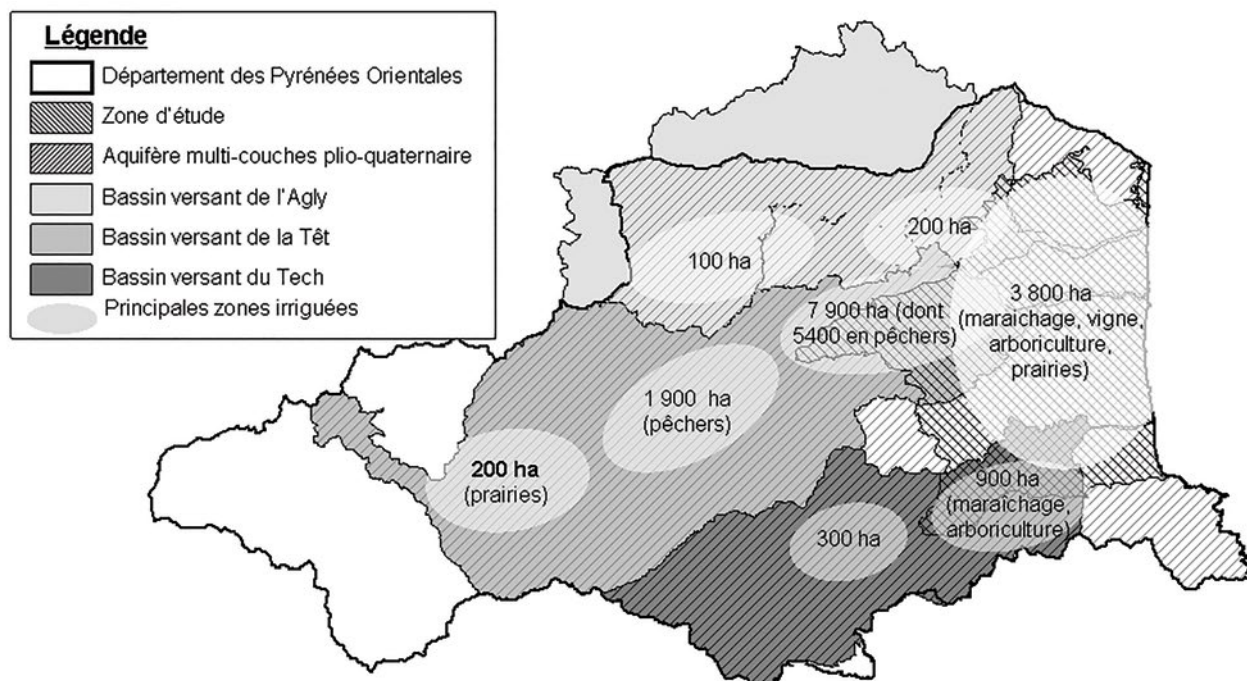 Légende
Département des Pyrénées Orientales
Zone d'étude
Aquifère multi-couches plio-quaternaire
Bassin versant de l'Agly
Bassin versant de la Têt
Bassin versant du Tech
Principales zones irriguées
100 ha
200 ha
7 900 ha (dont
5400 en pêchers)
3 800 ha
(maraichage, vigne,
arboriculture,
prairies)
1 900 ha
(pêchers)
200 ha
(prairies)
300 ha
900 ha
(maraîchage,
arboriculture)